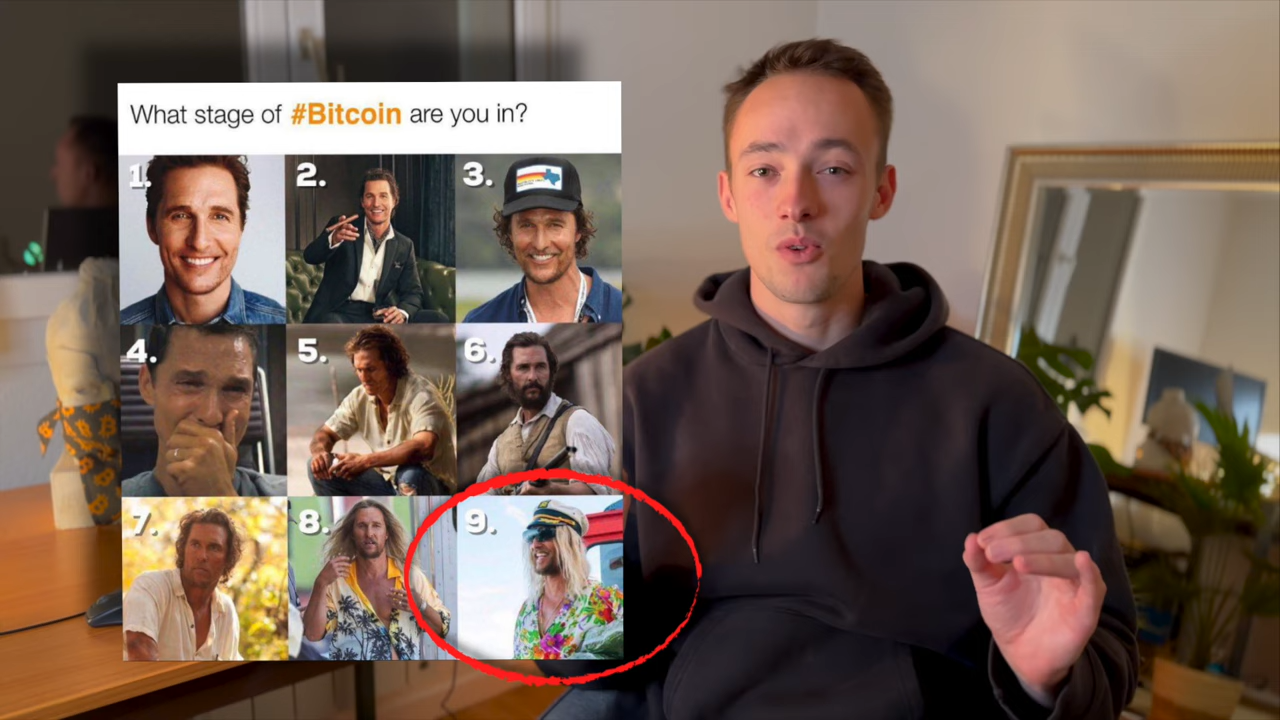 What stage of #Bitcoin are you in?
1. 2. 3.
4. 5. 6.
7. 8. 9.